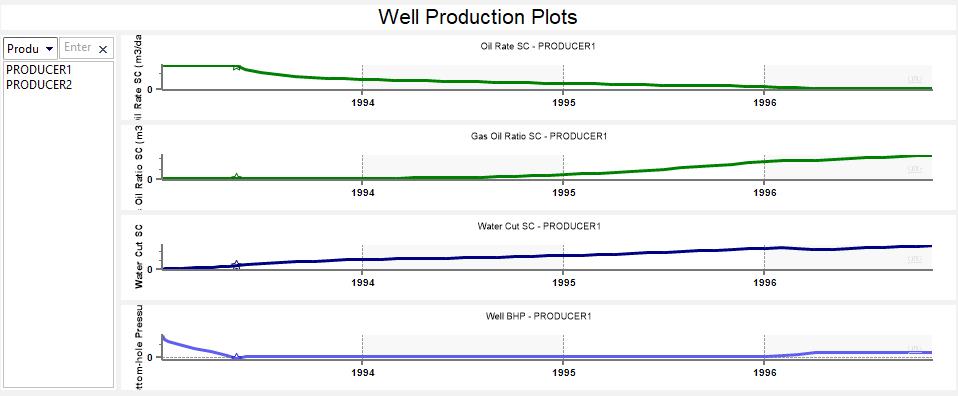 Well Production Plots
Produ
Enter
PRODUCER1
PRODUCER2
Oil Rate SC - PRODUCER1
il Rate SC (m3/da
0
1994
1995
1996
Gas Oil Ratio SC - PRODUCER1
Oil Ratio SC (m3
0
1994
1995
1996
Water Cut SC - PRODUCER1
Water Cut SC
0
1994
1995
1996
Well BHP - PRODUCER1
ttom-hole Pressu
0
1994
1995
1996